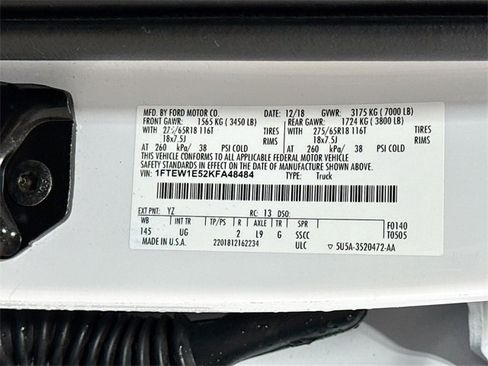 MFD. BY FORD MOTOR CO. DATE: 12/18 GVWR: 3175 KG ( 7000 LB)
FRONT GAWR: 1565 KG ( 3450 LB) REAR GAWR: 1724 KG ( 3800 LB)
WITH 275/65R18 116T TIRES WITH 275/65R18 116T TIRES
18x7.5J RIMS 18x7.5J RIMS
AT 260 kPa/ 38 PSI COLD AT 260 kPa/ 38 PSI COLD
THIS VEHICLE CONFORMS TO ALL APPLICABLE FEDERAL MOTOR VEHICLE
SAFETY STANDARDS IN EFFECT ON THE DATE OF MANUFACTURE SHOWN ABOVE.
VIN: 1FTEW1E52KFA48484 TYPE: Truck
EXT PNT: YZ RC: 13 DSO: F0140
WB INT TR TP/PS R AXLE TR SPR T0505
145 UG 2 L9 G SSCC
MADE IN U.S.A. 2201812162234 ULC 5U5A-3520472-AA